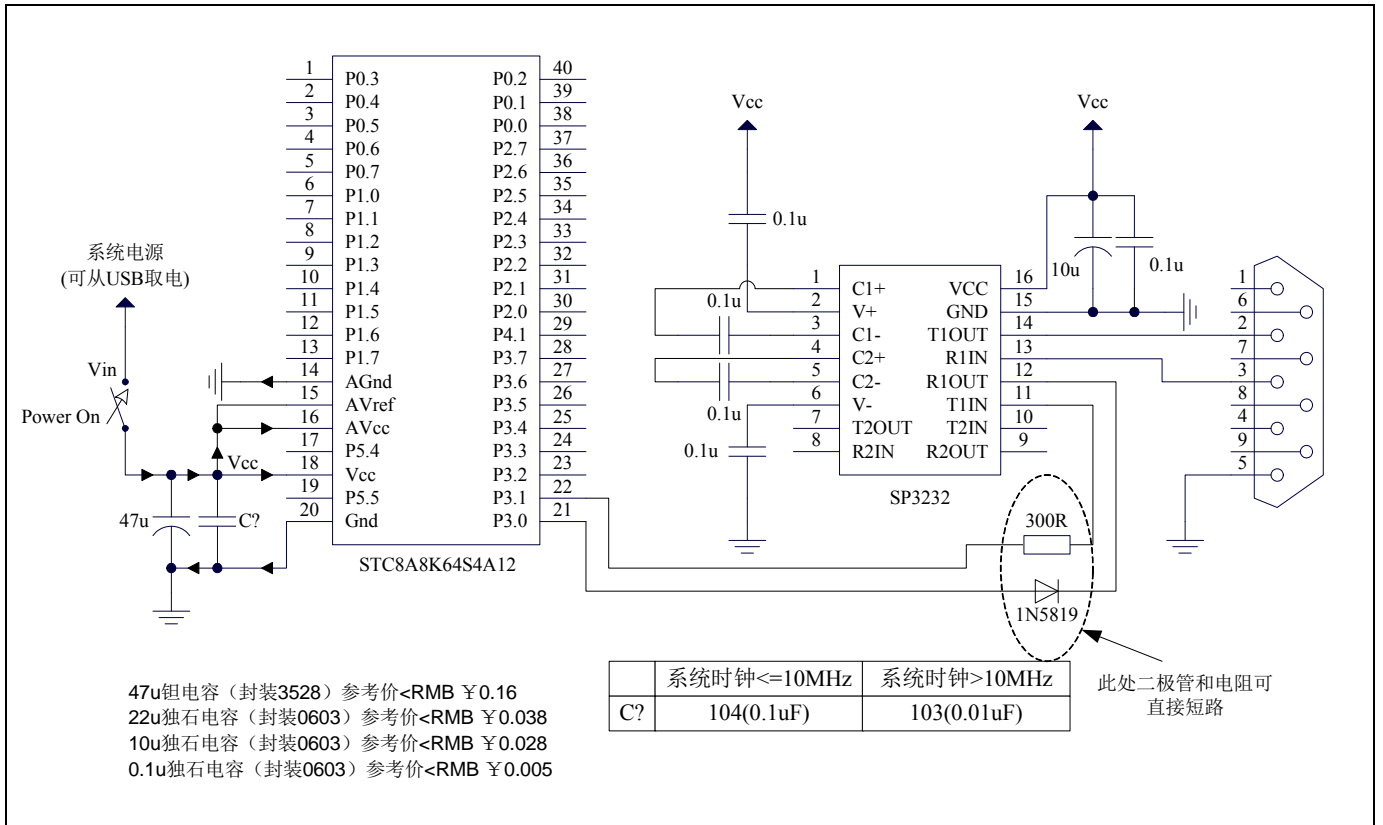 系统电源
(可从USB取电)
Vin
Power On
47u
C?
Vcc
1 P0.3
2 P0.4
3 P0.5
4 P0.6
5 P0.7
6 P1.0
7 P1.1
8 P1.2
9 P1.3
10 P1.4
11 P1.5
12 P1.6
13 P1.7
14 AGnd
15 AVref
16 AVcc
17 P5.4
18 Vcc
19 P5.5
20 Gnd
P0.2 40
P0.1 39
P0.0 38
P2.7 37
P2.6 36
P2.5 35
P2.4 34
P2.3 33
P2.2 32
P2.1 31
P2.0 30
P4.1 29
P3.7 28
P3.6 27
P3.5 26
P3.4 25
P3.3 24
P3.2 23
P3.1 22
P3.0 21
STC8A8K64S4A12
Vcc
0.1u
0.1u
0.1u
0.1u
1 C1+
2 V+
3 C1-
4 C2+
5 C2-
6 V-
7 T2OUT
8 R2IN
VCC 16
GND 15
T1OUT 14
R1IN 13
R1OUT 12
T1IN 11
T2IN 10
R2OUT 9
SP3232
Vcc
10u
0.1u
1
6
2
7
3
8
4
9
5
300R
1N5819
此处二极管和电阻可
直接短路
系统时钟<=10MHz 系统时钟>10MHz
C? 104(0.1uF) 103(0.01uF)
47u钽电容（封装3528）参考价<RMB ￥0.16
22u独石电容（封装0603）参考价<RMB ￥0.038
10u独石电容（封装0603）参考价<RMB ￥0.028
0.1u独石电容（封装0603）参考价<RMB ￥0.005